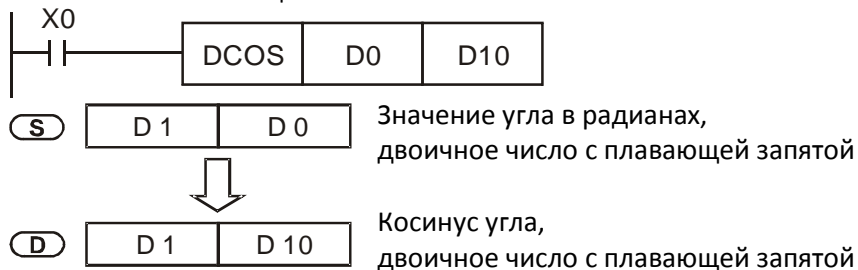 X0
DCOS D0 D10
S D 1 D 0 Значение угла в радианах,
двоичное число с плавающей запятой
D D 1 D 10 Косинус угла,
двоичное число с плавающей запятой